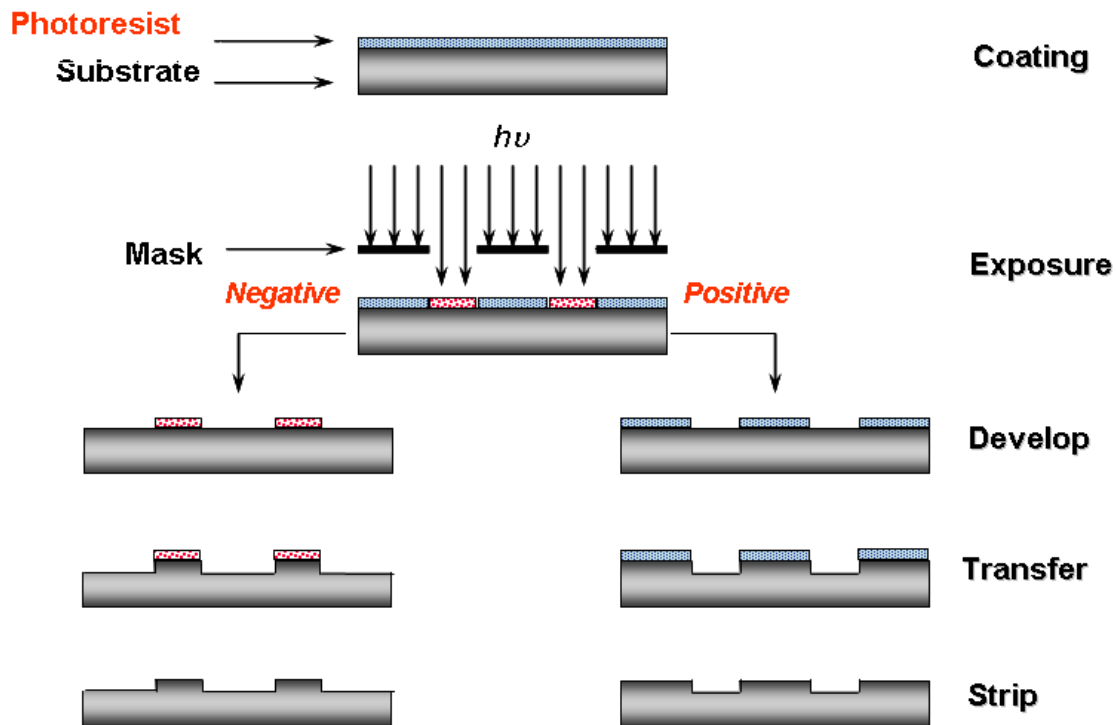 Photoresist
Substrate
Coating
hυ
Mask
Exposure
Negative
Positive
Develop
Transfer
Strip